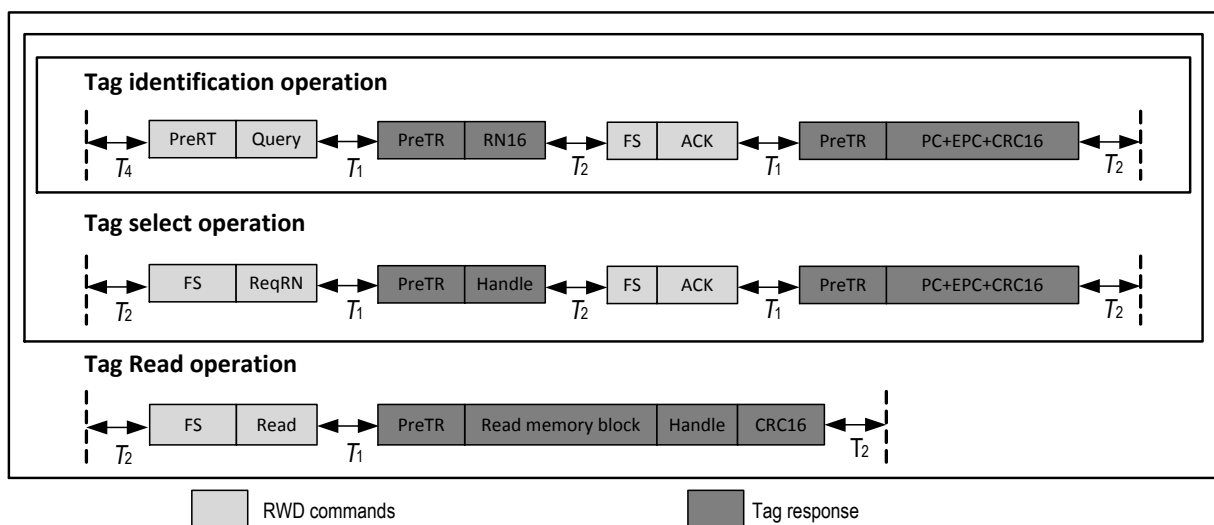 Tag identification operation
PreRT Query PreTR RN16 FS ACK PreTR PC+EPC+CRC16
T4 T1 T2 T1 T2
Tag select operation
FS ReqRN PreTR Handle FS ACK PreTR PC+EPC+CRC16
T2 T1 T2 T1 T2
Tag Read operation
FS Read PreTR Read memory block Handle CRC16
T2 T1 T2
RWD commands Tag response